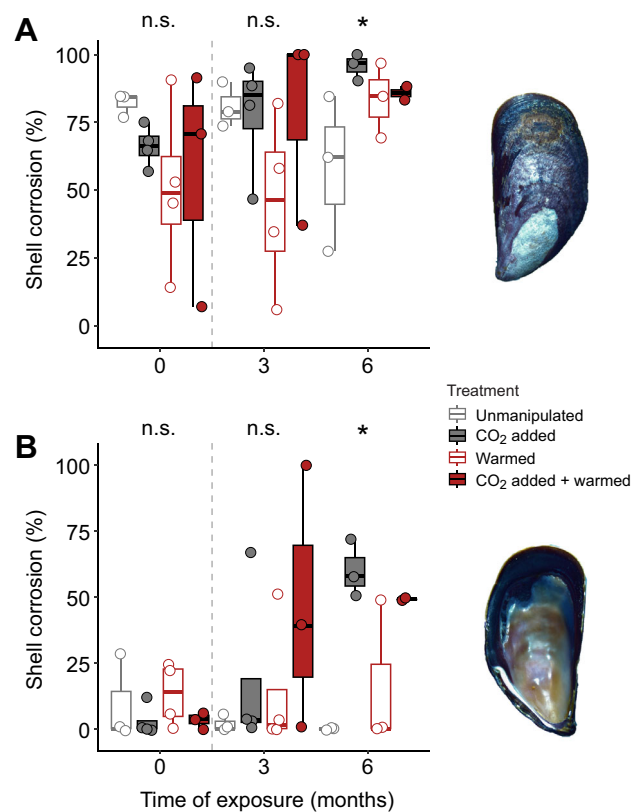 A
n.s.
n.s.
*
Shell corrosion (%)
100
75
50
25
0
0
3
6
B
n.s.
n.s.
*
Shell corrosion (%)
100
75
50
25
0
0
3
6
Time of exposure (months)
Treatment
Unmanipulated
CO₂ added
Warmed
CO₂ added + warmed